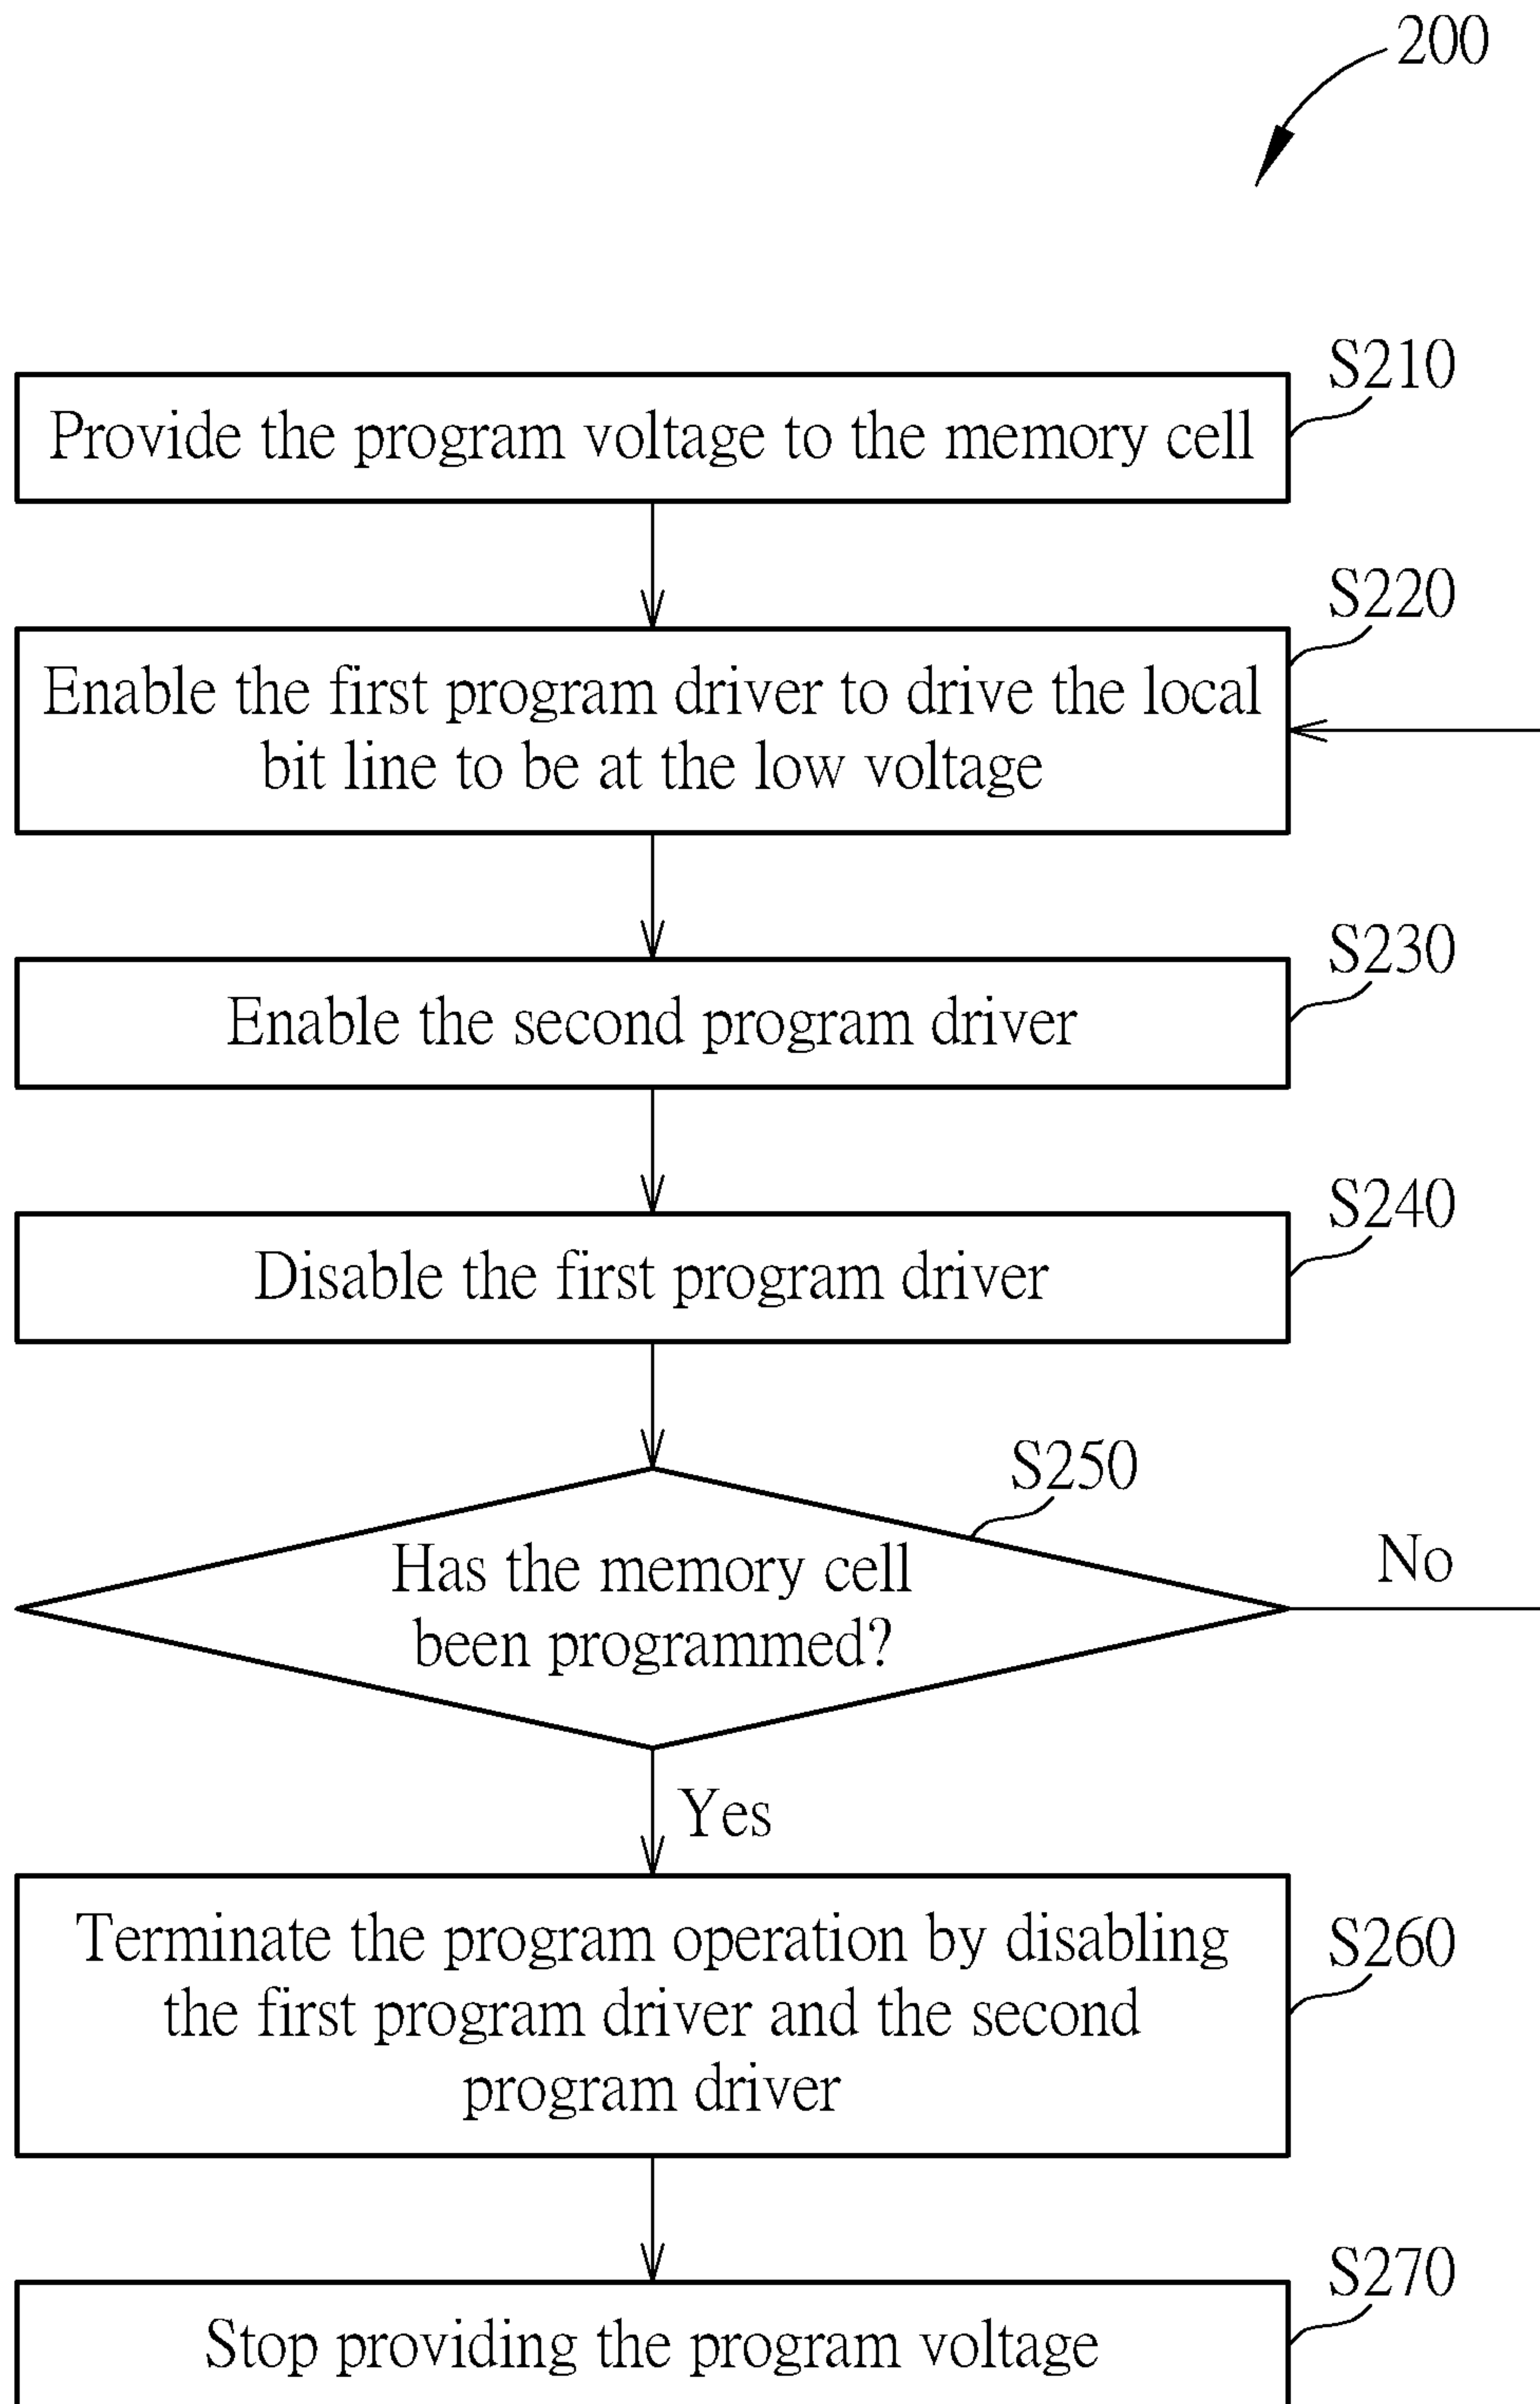 200
S210
Provide the program voltage to the memory cell
S220
Enable the first program driver to drive the local
bit line to be at the low voltage
S230
Enable the second program driver
S240
Disable the first program driver
S250
Has the memory cell
been programmed?
No
Yes
Terminate the program operation by disabling
the first program driver and the second
program driver
S260
S270
Stop providing the program voltage